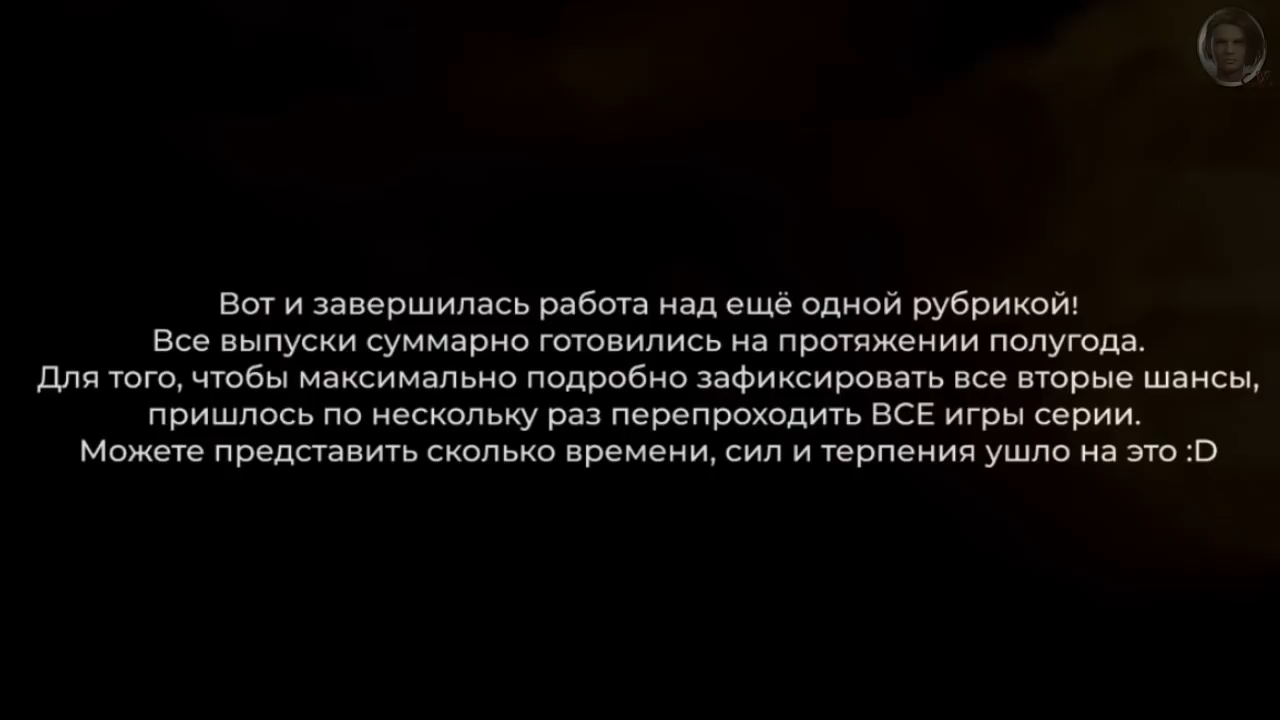 Вот и завершилась работа над ещё одной рубрикой!
Все выпуски суммарно готовились на протяжении полугода.
Для того, чтобы максимально подробно зафиксировать все вторые шансы,
пришлось по нескольку раз перепроходить ВСЕ игры серии.
Можете представить сколько времени, сил и терпения ушло на это :D